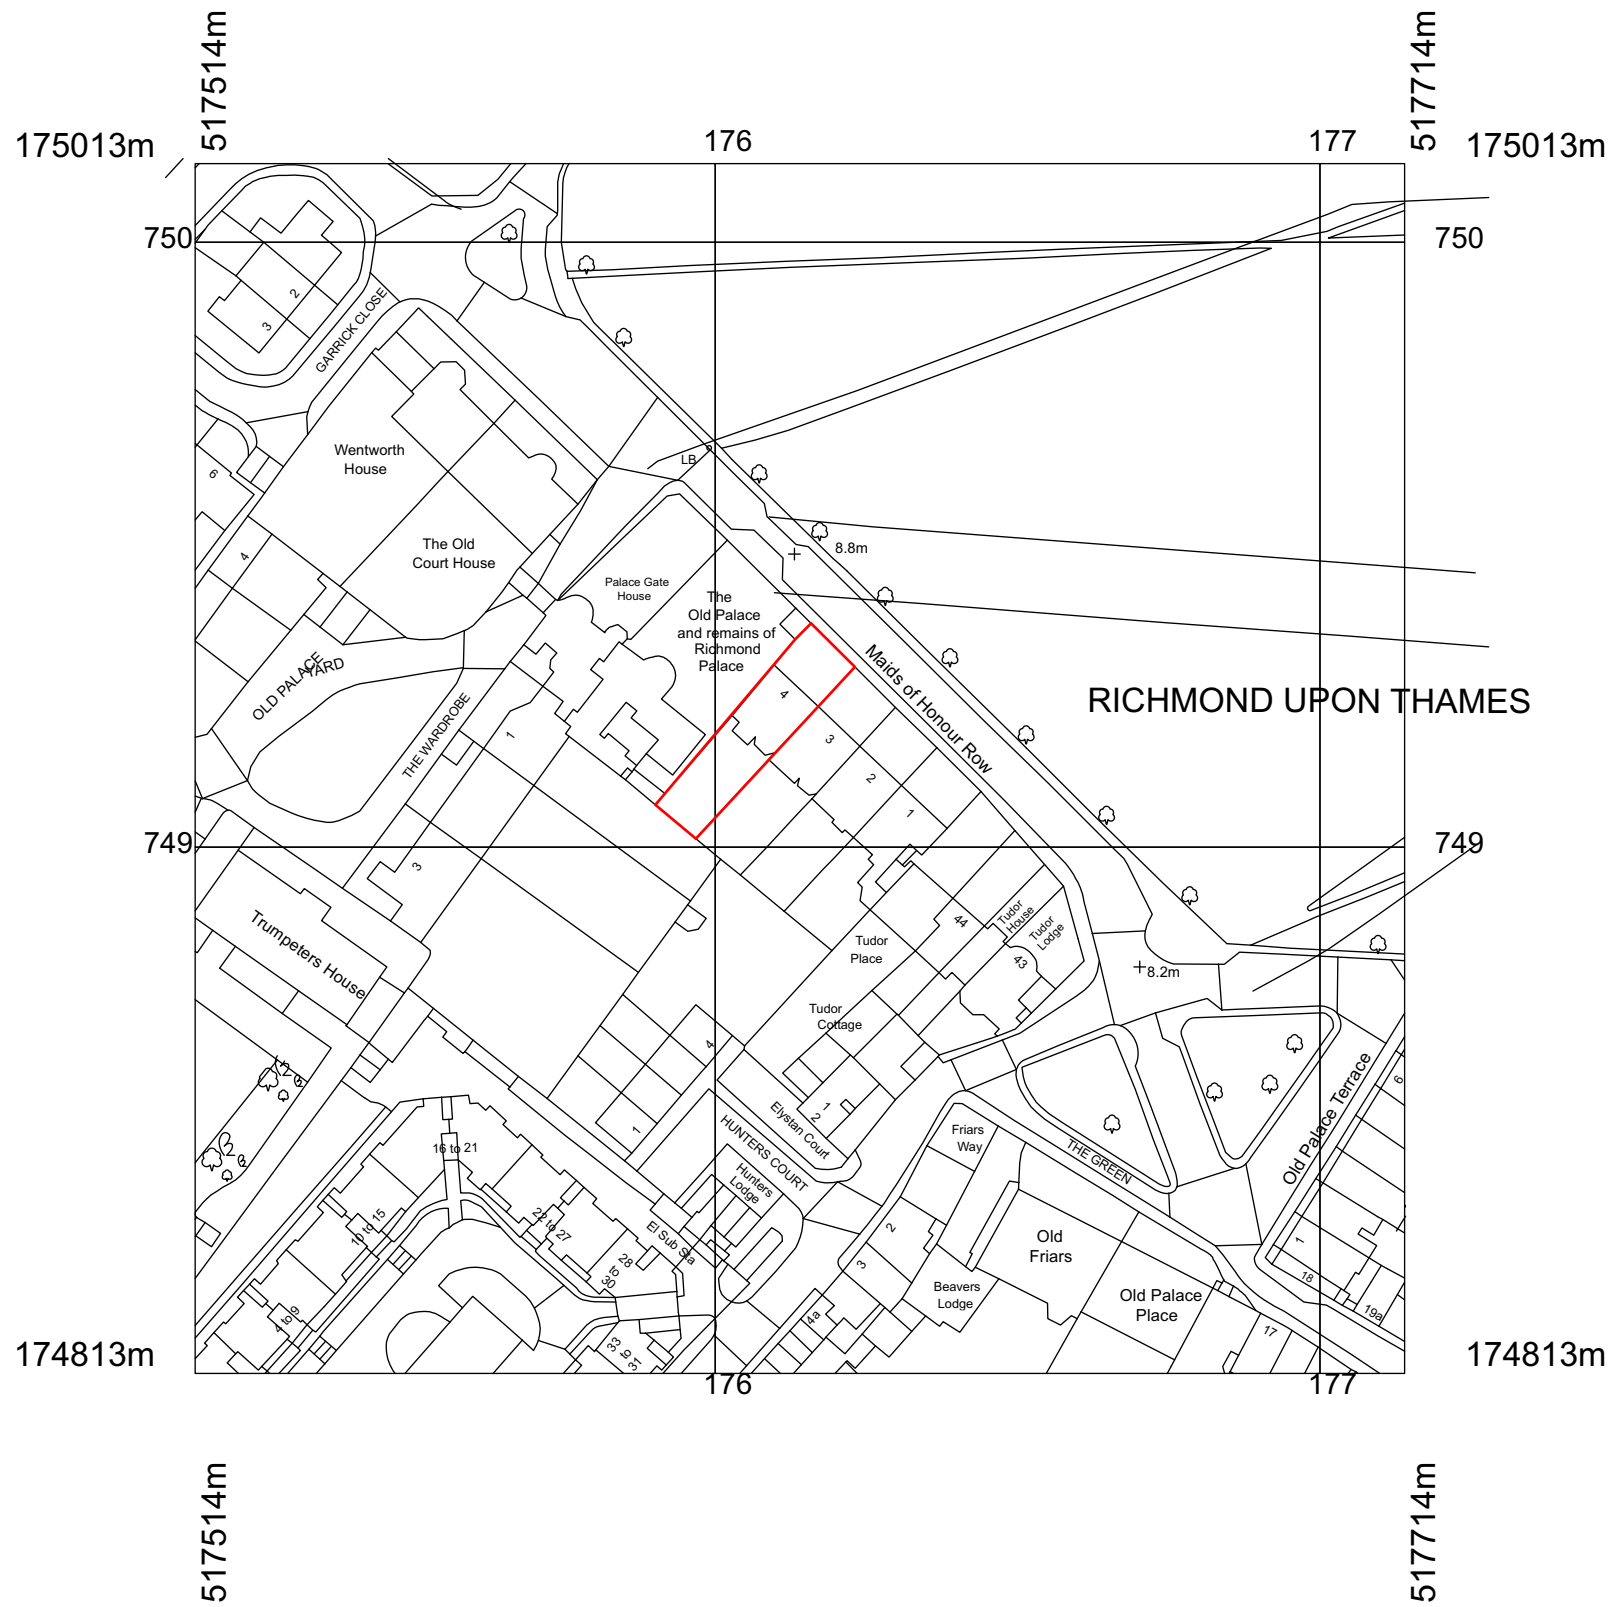 517514m
517714m
175013m
176
177
175013m
750
750
2
3
GARRICK CLOSE
Wentworth
House
LB
6
The Old
Court House
4
8.8m
Palace Gate
House
The
Old Palace
and remains of
Richmond
Palace
Maids of Honour Row
OLD PALACE
YARD
THE WARDROBE
1
4
3
2
1
RICHMOND UPON THAMES
749
749
3
Trumpeters House
44
Tudor
House
Tudor
Lodge
43
Tudor
Place
8.2m
Tudor
Cottage
4
1
2
Elystan Court
1
HUNTERS COURT
Hunters
Lodge
Friars
Way
THE GREEN
Old Palace Terrace
6
16 to 21
10 to 15
22 to 27
28
to
30
El Sub Sta
2
3
Old
Friars
Beavers
Lodge
Old Palace
Place
1
18
19a
17
4 to 9
33
to
31
4a
174813m
176
177
174813m
517514m
517714m